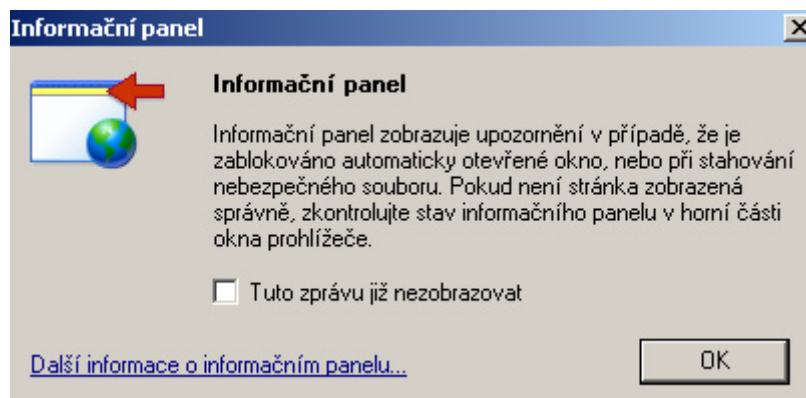 Informační panel
Informační panel
Informační panel zobrazuje upozornění v případě, že je
zablokováno automaticky otevřené okno, nebo při stahování
nebezpečného souboru. Pokud není stránka zobrazená
správně, zkontrolujte stav informačního panelu v horní části
okna prohlížeče.
Tuto zprávu již nezobrazovat
Další informace o informačním panelu...
OK